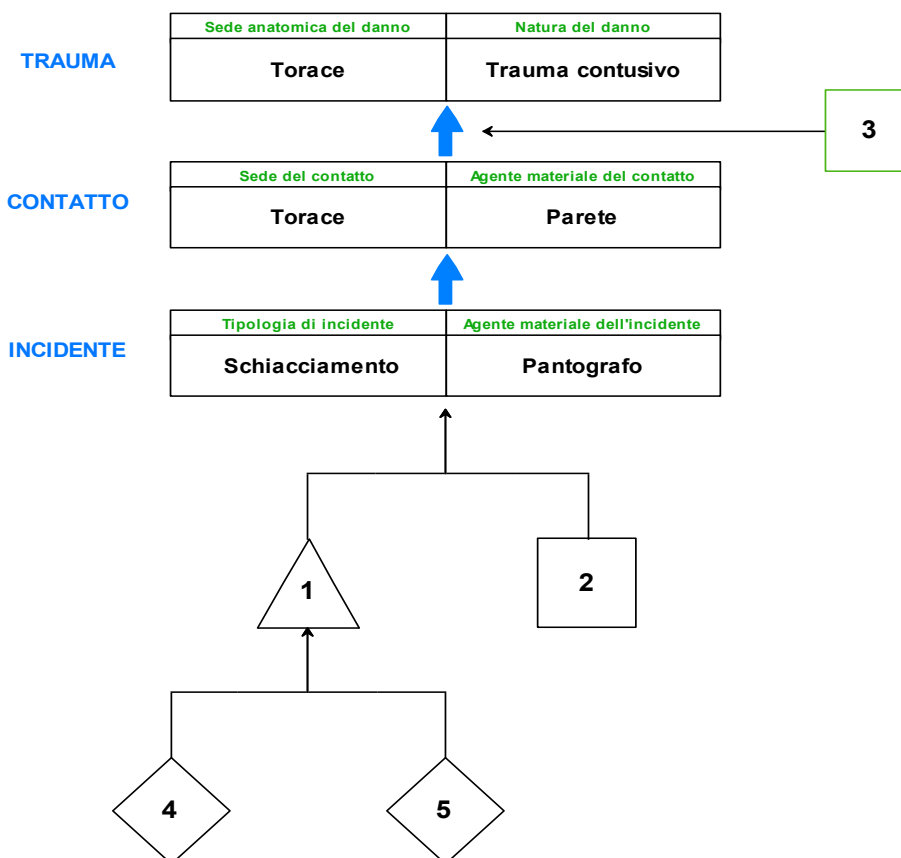 Sede anatomica del danno Natura del danno
TRAUMA Torace Trauma contusivo
3
Sede del contatto Agente materiale del contatto
CONTATTO Torace Parete
Tipologia di incidente Agente materiale dell'incidente
INCIDENTE Schiacciamento Pantografo
1 2
4 5